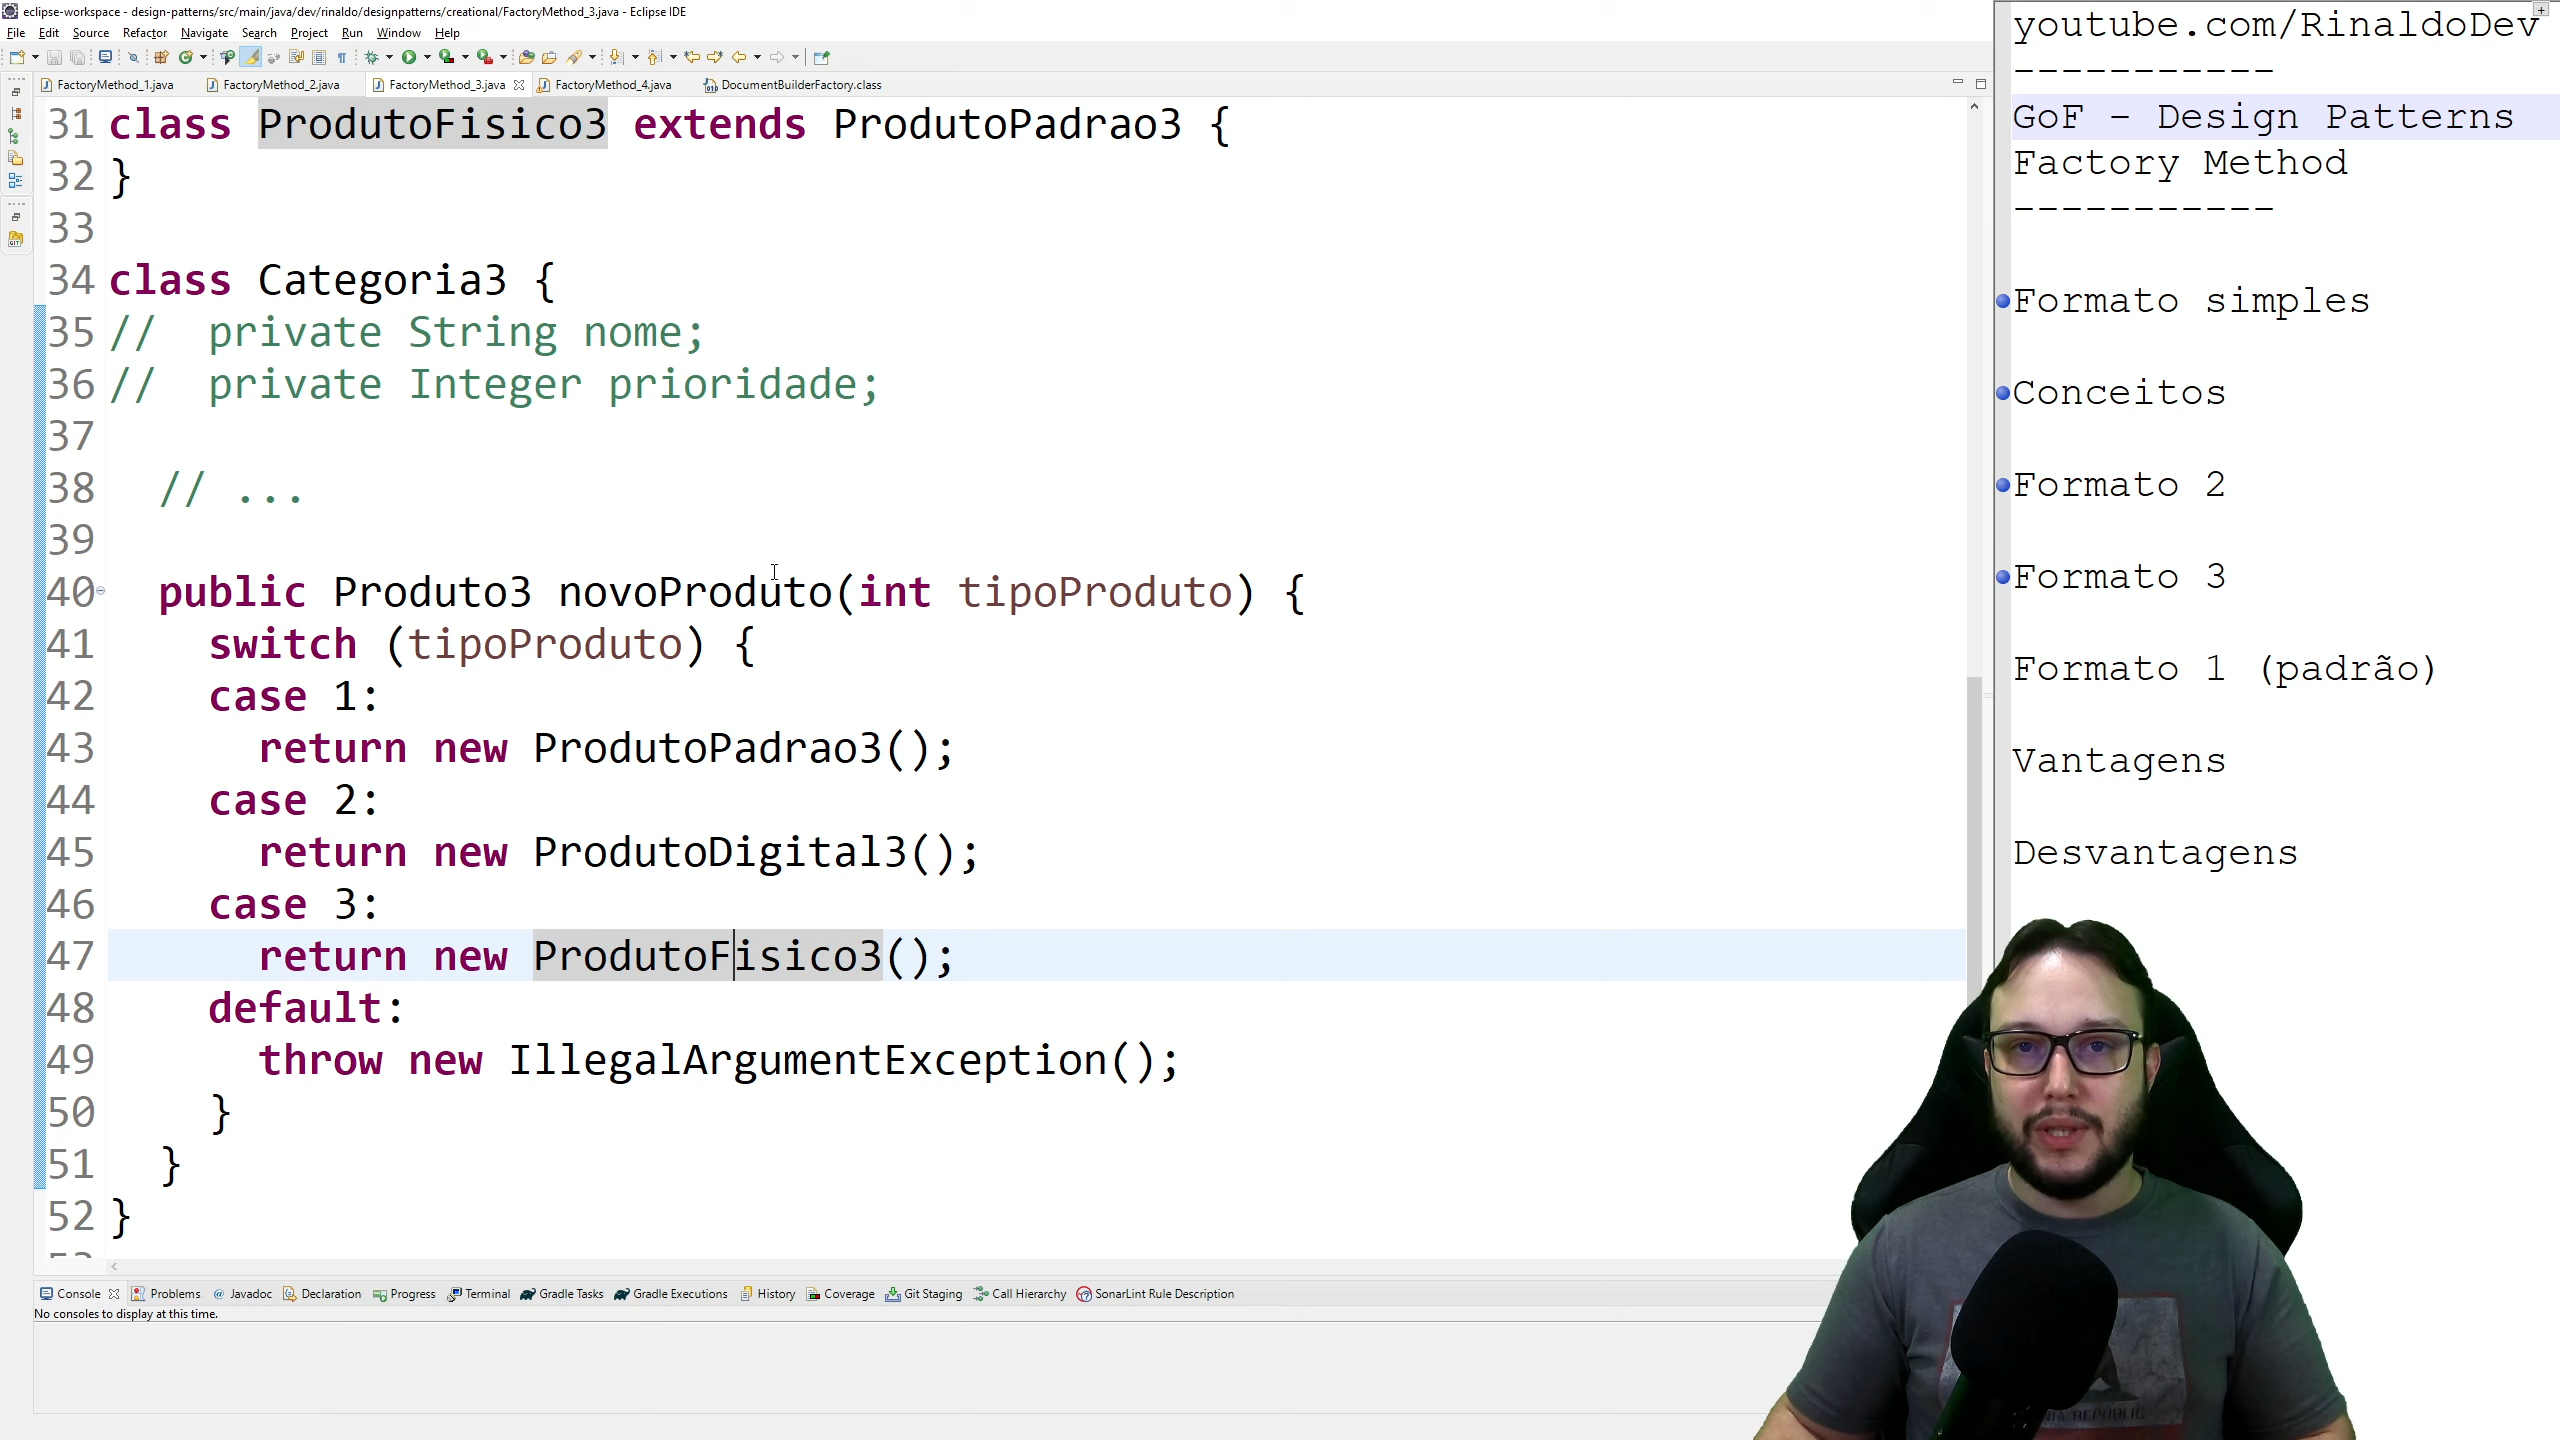 eclipse-workspace - design-patterns/src/main/java/dev/rinaldo/designpatterns/creational/FactoryMethod_3.java - Eclipse IDE
File Edit Source Refactor Navigate Search Project Run Window Help
FactoryMethod_1.java FactoryMethod_2.java FactoryMethod_3.java FactoryMethod_4.java DocumentBuilderFactory.class
31 class ProdutoFisico3 extends ProdutoPadrao3 {
32 }
33
34 class Categoria3 {
35 //  private String nome;
36 //  private Integer prioridade;
37
38   // ...
39
40   public Produto3 novoProduto(int tipoProduto) {
41     switch (tipoProduto) {
42     case 1:
43       return new ProdutoPadrao3();
44     case 2:
45       return new ProdutoDigital3();
46     case 3:
47       return new ProdutoFisico3();
48     default:
49       throw new IllegalArgumentException();
50     }
51   }
52 }
Console Problems Javadoc Declaration Progress Terminal Gradle Tasks Gradle Executions History Coverage Git Staging Call Hierarchy SonarLint Rule Description
No consoles to display at this time.
youtube.com/RinaldoDev
-----------
GoF - Design Patterns
Factory Method
-----------
Formato simples
Conceitos
Formato 2
Formato 3
Formato 1 (padrão)
Vantagens
Desvantagens